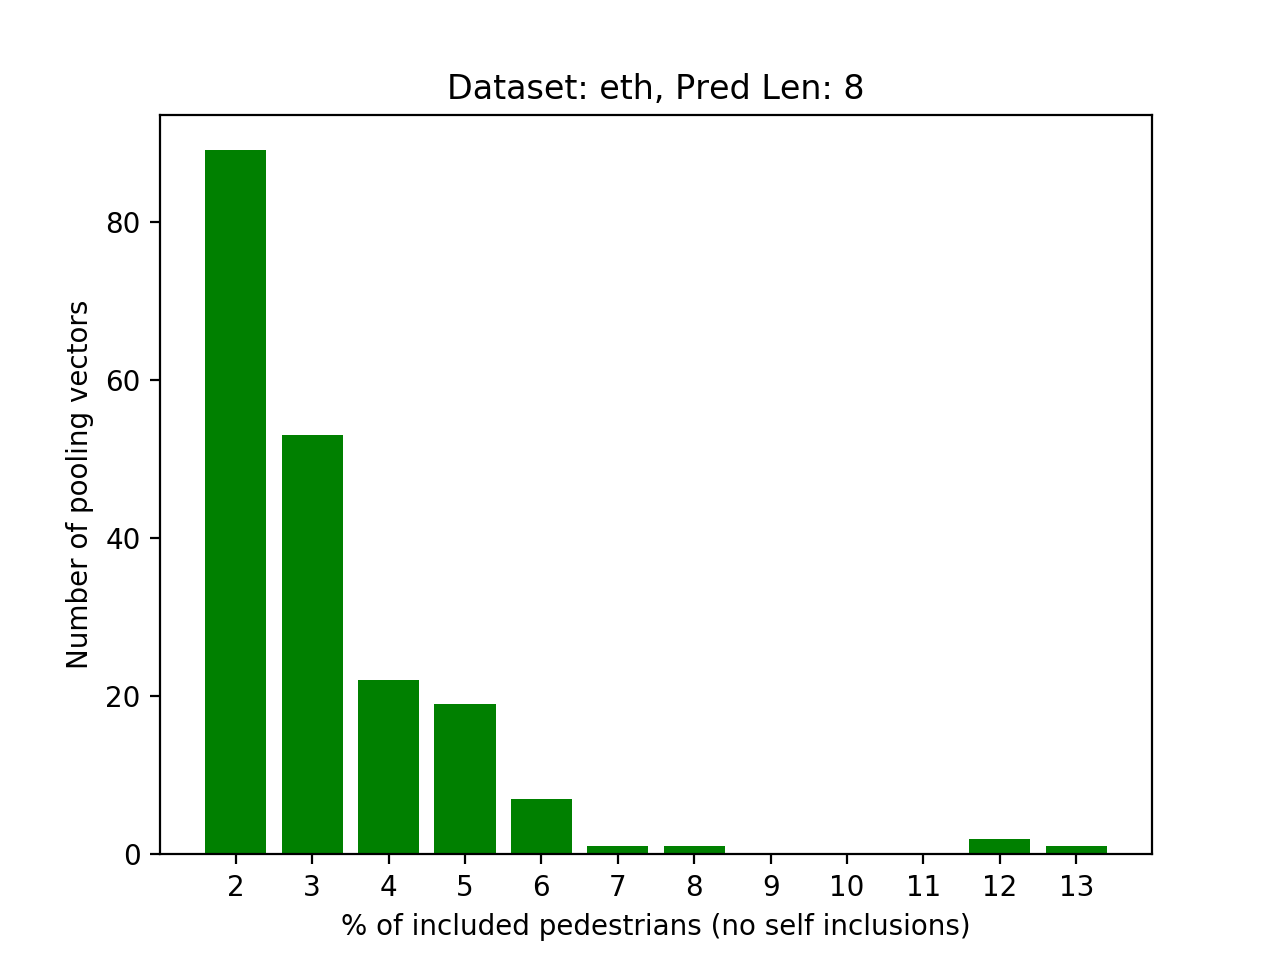 Dataset: eth, Pred Len: 8
Number of pooling vectors
80
60
40
20
0
2 3 4 5 6 7 8 9 10 11 12 13
% of included pedestrians (no self inclusions)